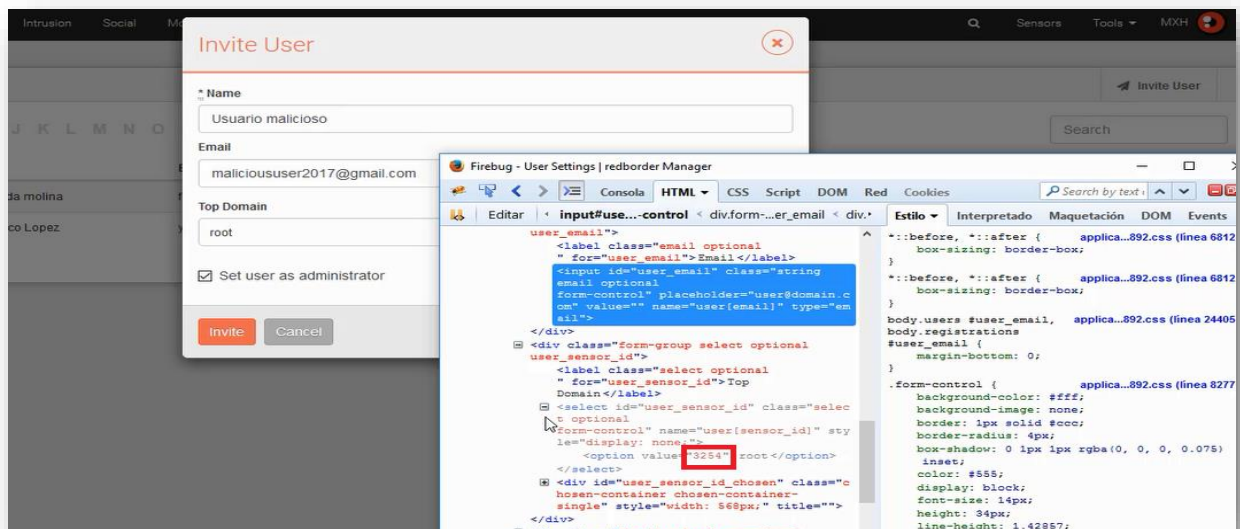 Intrusion Social
Sensors Tools MXH
Invite User
Invite User
* Name
Usuario malicioso
J K L M N O
Search
Email
malicioususer2017@gmail.com
da molina
Top Domain
co Lopez
root
Set user as administrator
Invite Cancel
Firebug - User Settings | redborder Manager
Consola HTML CSS Script DOM Red Cookies
Search by text
Editar input#use...-control < div.form-...er_email < div.
Estilo Interpretado Maquetación DOM Events
user_email">
<label class="email optional
" for="user_email">Email</label>
<input id="user_email" class="string
email optional
form-control" placeholder="user@domain.c
om" value="" name="user[email]" type="em
ail">
</div>
<div class="form-group select optional
user_sensor_id">
<label class="select optional
" for="user_sensor_id">Top
Domain</label>
<select id="user_sensor_id" class="selec
t optional
form-control" name="user[sensor_id]" sty
le="display: none;">
<option value="3254" root</option>
</select>
<div id="user_sensor_id_chosen" class="c
hosen-container chosen-container-
single" style="width: 568px;" title="">
</div>
*::before, *::after { applica...892.css (línea 6812
box-sizing: border-box;
}
*::before, *::after { applica...892.css (línea 6812
box-sizing: border-box;
}
body.users #user_email, applica...892.css (línea 24405
body.registrations
#user_email {
margin-bottom: 0;
}
.form-control { applica...892.css (línea 8277
background-color: #fff;
background-image: none;
border: 1px solid #ccc;
border-radius: 4px;
box-shadow: 0 1px 1px rgba(0, 0, 0, 0.075)
inset;
color: #555;
display: block;
font-size: 14px;
height: 34px;
line-height: 1.42857;